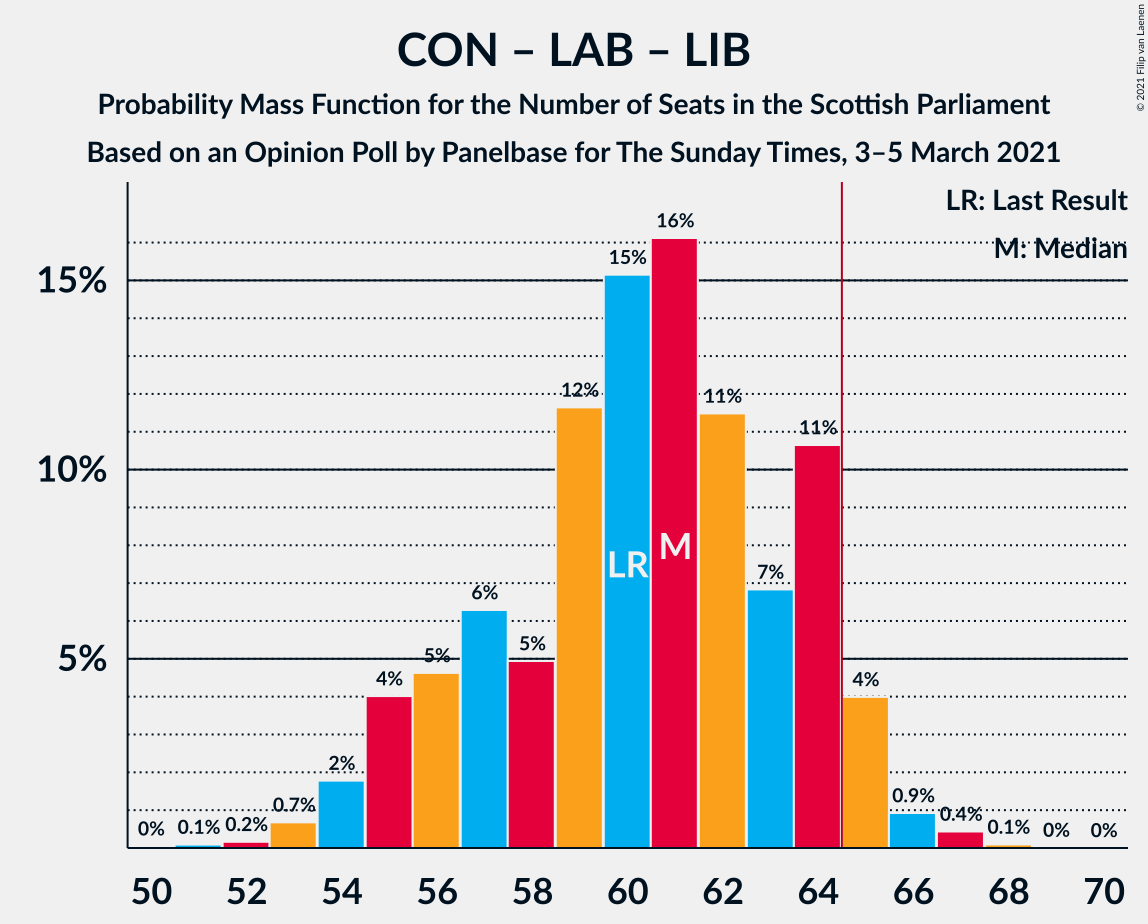 CON – LAB – LIB
Probability Mass Function for the Number of Seats in the Scottish Parliament
Based on an Opinion Poll by Panelbase for The Sunday Times, 3–5 March 2021
© 2021 Filip van Laenen
LR: Last Result
M: Median
15%
10%
5%
0%
0.1%
0.2%
0.7%
2%
4%
5%
6%
5%
12%
15%
16%
11%
7%
11%
4%
0.9%
0.4%
0.1%
0%
0%
LR
M
50 52 54 56 58 60 62 64 66 68 70